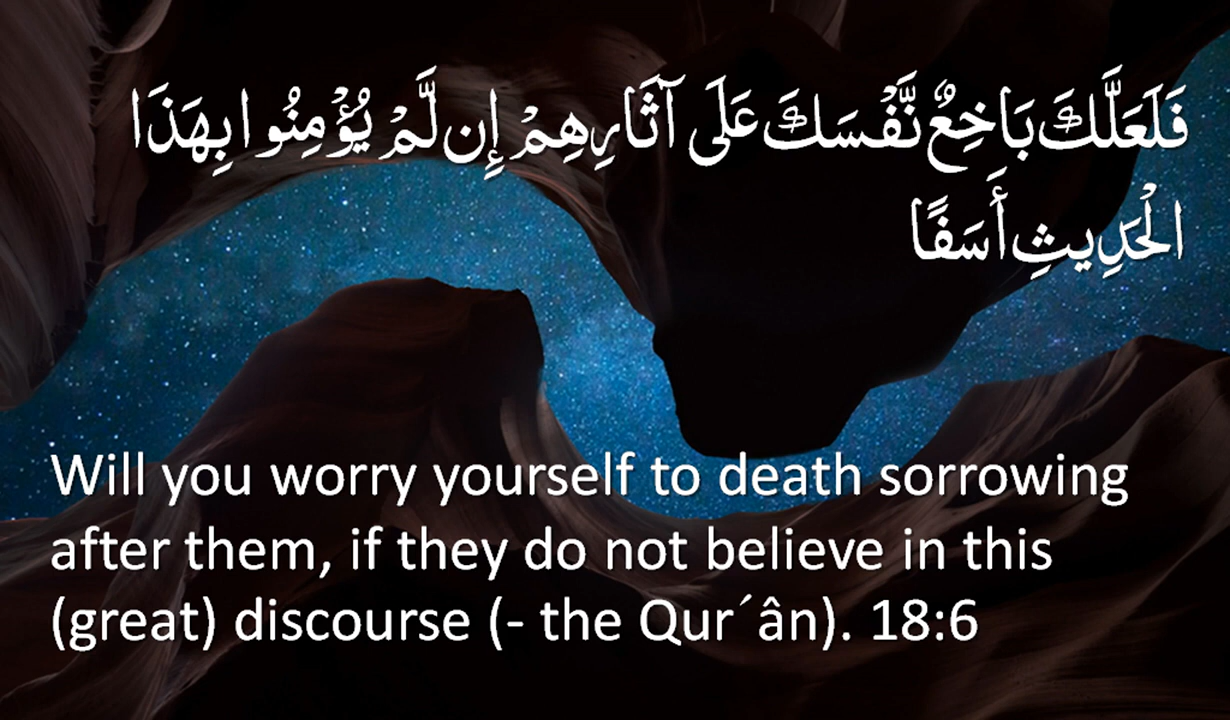 فَلَعَلَّكَ بَاخِعٌ نَّفْسَكَ عَلَى آثَارِهِمْ إِن لَّمْ يُؤْمِنُوا بِهَذَا
الْحَدِيثِ أَسَفًا
Will you worry yourself to death sorrowing
after them, if they do not believe in this
(great) discourse (- the Qur´ân). 18:6